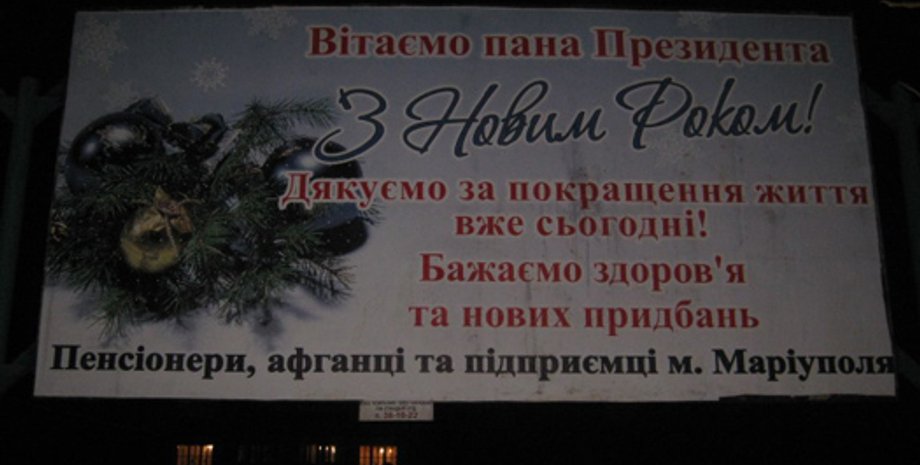 Вітаємо пана Президента
З Новим Роком!
Дякуємо за покращення життя
вже сьогодні!
Бажаємо здоров'я
та нових придбань
Пенсіонери, афганці та підприємці м. Маріуполя